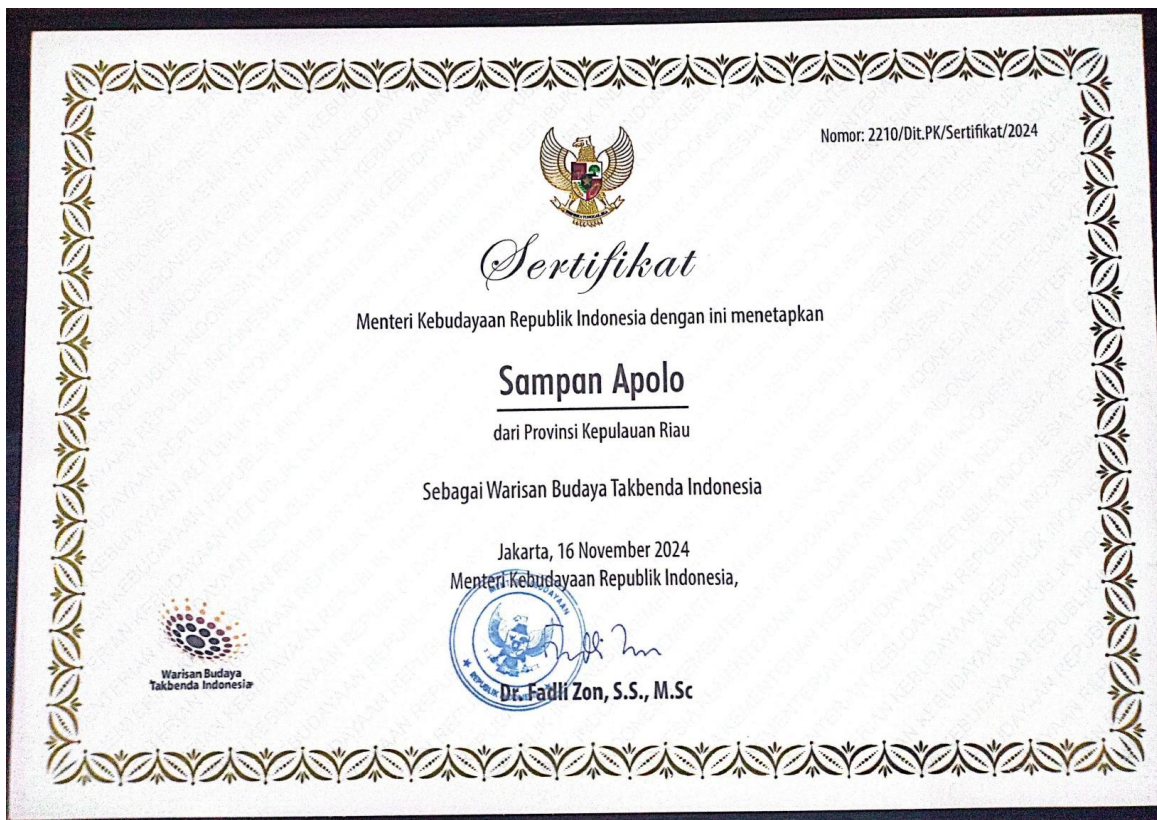 Nomor: 2210/Dit.PK/Sertifikat/2024
Sertifikat
Menteri Kebudayaan Republik Indonesia dengan ini menetapkan
Sampan Apolo
dari Provinsi Kepulauan Riau
Sebagai Warisan Budaya Takbenda Indonesia
Jakarta, 16 November 2024
Menteri Kebudayaan Republik Indonesia,
Dr. Fadli Zon, S.S., M.Sc
Warisan Budaya
Takbenda Indonesia